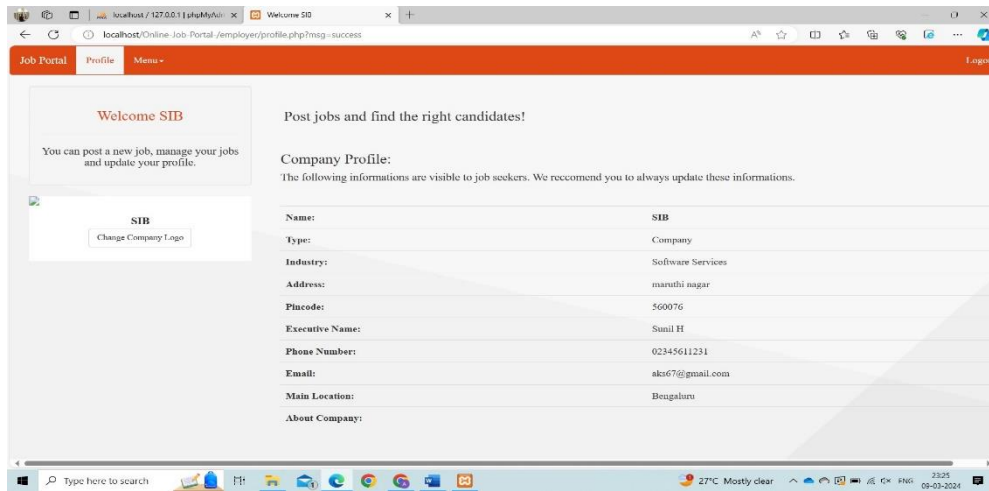 localhost / 127.0.0.1 | phpMyAdm
Welcome SIB
localhost/Online-Job-Portal-/employer/profile.php?msg=success
Job Portal Profile Menu Logo
Welcome SIB
You can post a new job, manage your jobs
and update your profile.
SIB
Change Company Logo
Post jobs and find the right candidates!
Company Profile:
The following informations are visible to job seekers. We reccomend you to always update these informations.
Name: SIB
Type: Company
Industry: Software Services
Address: maruthi nagar
Pincode: 560076
Executive Name: Sunil H
Phone Number: 02345611231
Email: aks67@gmail.com
Main Location: Bengaluru
About Company:
Type here to search
27°C Mostly clear
ENG
23:25
09-03-2024